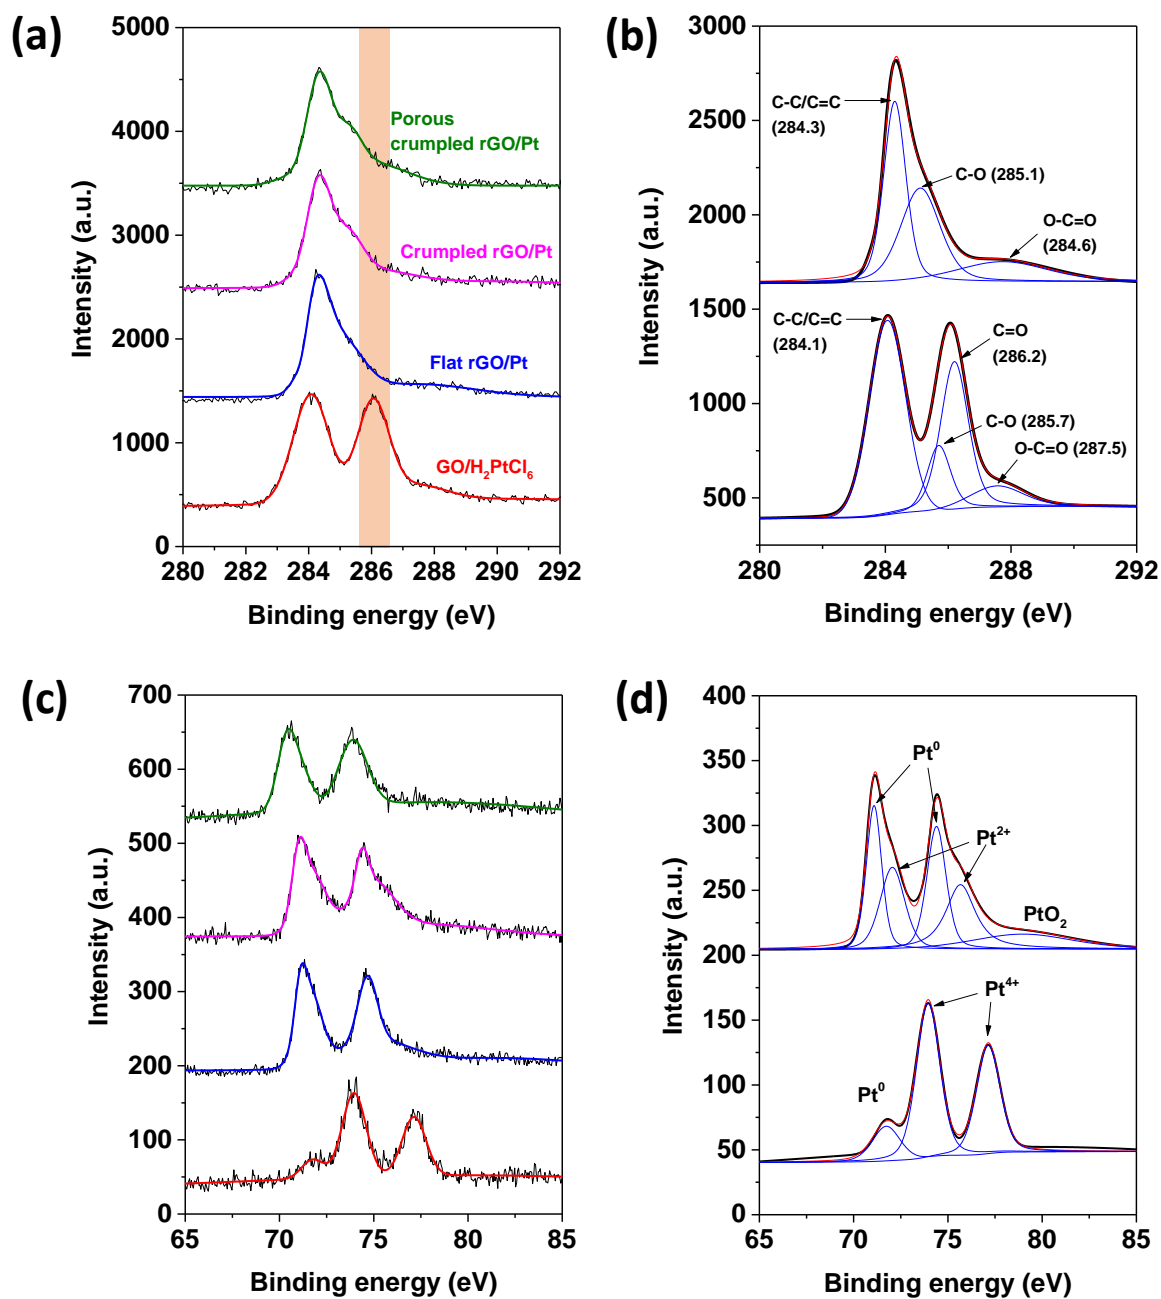 (a)
5000
4000
3000
2000
1000
0
Intensity (a.u.)
Porous
crumpled rGO/Pt
Crumpled rGO/Pt
Flat rGO/Pt
GO/H₂PtCl₆
280 282 284 286 288 290 292
Binding energy (eV)
(b)
3000
2500
2000
1500
1000
500
Intensity (a.u.)
C-C/C=C
(284.3)
C-O (285.1)
O-C=O
(284.6)
C-C/C=C
(284.1)
C=O
(286.2)
C-O (285.7)
O-C=O (287.5)
280 284 288 292
Binding energy (eV)
(c)
700
600
500
400
300
200
100
0
Intensity (a.u.)
65 70 75 80 85
Binding energy (eV)
(d)
400
350
300
250
200
150
100
50
0
Intensity (a.u.)
Pt⁰
Pt²⁺
PtO₂
Pt⁴⁺
Pt⁰
65 70 75 80 85
Binding energy (eV)